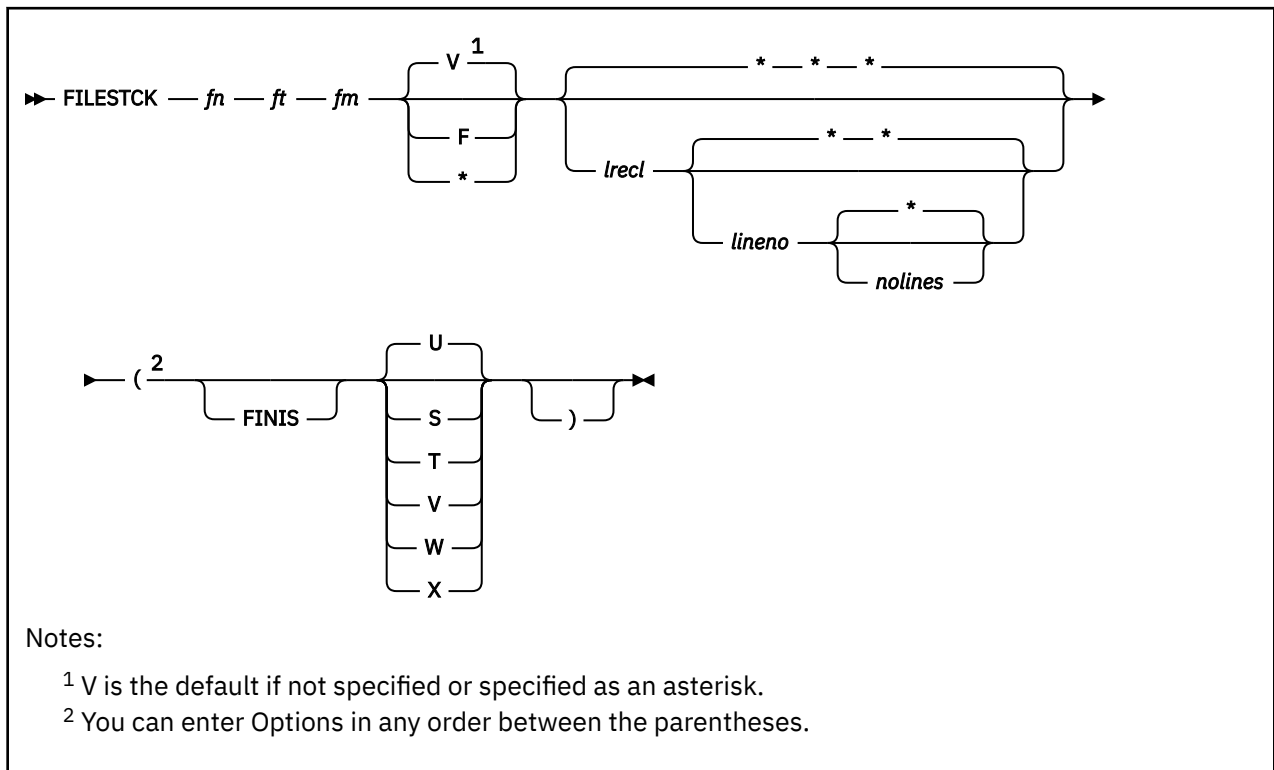 V 1
* * *
FILESTCK fn ft fm
F
* *
*
lrecl
*
lineno
nolines
U
( 2
FINIS
S
)
T
V
W
X
Notes:
1 V is the default if not specified or specified as an asterisk.
2 You can enter Options in any order between the parentheses.